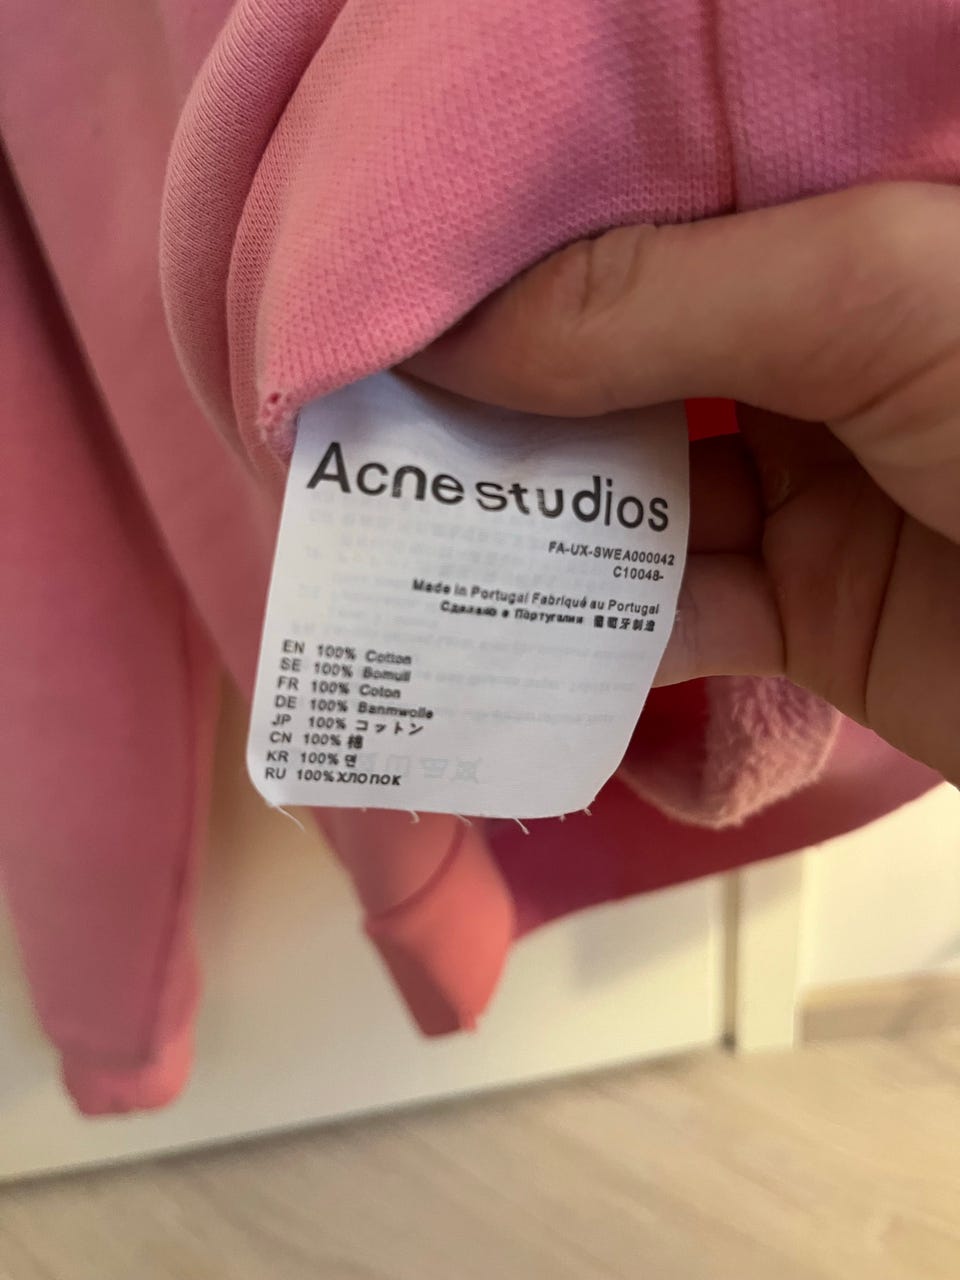 Acne studios
FA-UX-SWEA000042
C10048-
Made in Portugal Fabriqué au Portugal
Сделано в Португалии 葡萄牙制造
EN 100% Cotton
SE 100% Bomull
FR 100% Coton
DE 100% Banmwolle
JP 100% コットン
CN 100% 棉
KR 100% 면
RU 100% ХЛОПОК